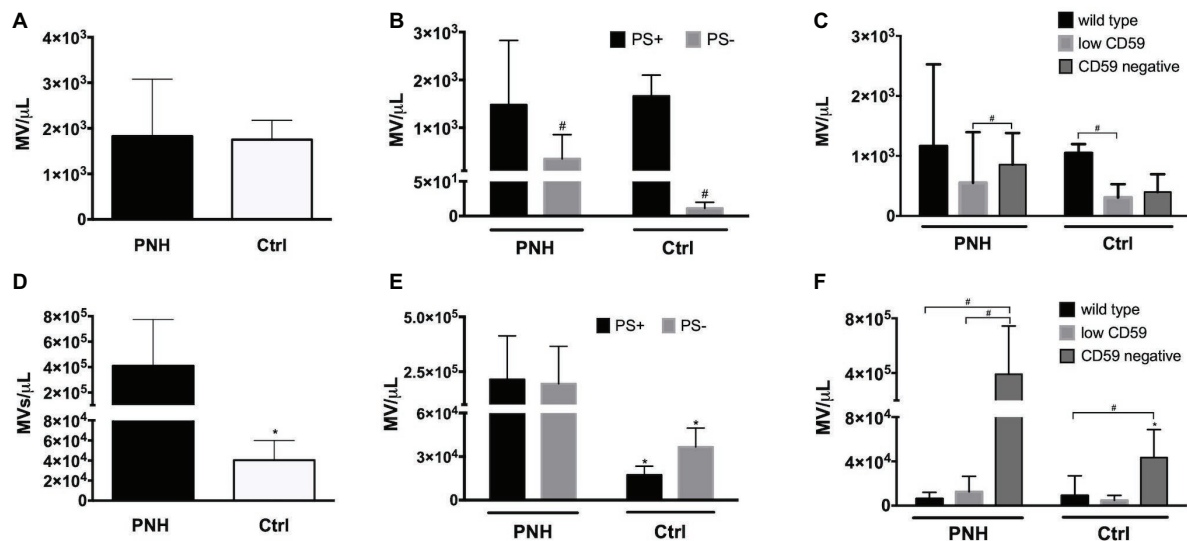 A
4×10³
3×10³
2×10³
1×10³
0
MV/μL
PNH
Ctrl
B
2×10³
1×10³
5×10¹
0
MV/μL
PS+
PS-
#
#
PNH
Ctrl
C
3×10³
2×10³
1×10³
0
MV/μL
wild type
low CD59
CD59 negative
#
#
PNH
Ctrl
D
8×10⁵
6×10⁵
4×10⁵
2×10⁵
8×10⁴
6×10⁴
4×10⁴
2×10⁴
0
MVs/μL
*
PNH
Ctrl
E
5.0×10⁵
2.5×10⁵
6×10⁴
3×10⁴
0
MV/μL
PS+
PS-
*
*
PNH
Ctrl
F
8×10⁵
4×10⁵
8×10⁴
4×10⁴
0
MV/μL
wild type
low CD59
CD59 negative
#
#
#
*
PNH
Ctrl